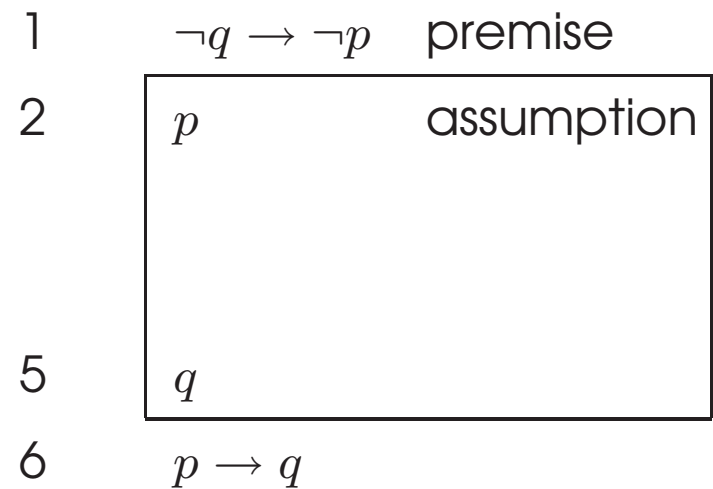 1 ¬q → ¬p premise
2 p assumption
5 q
6 p → q